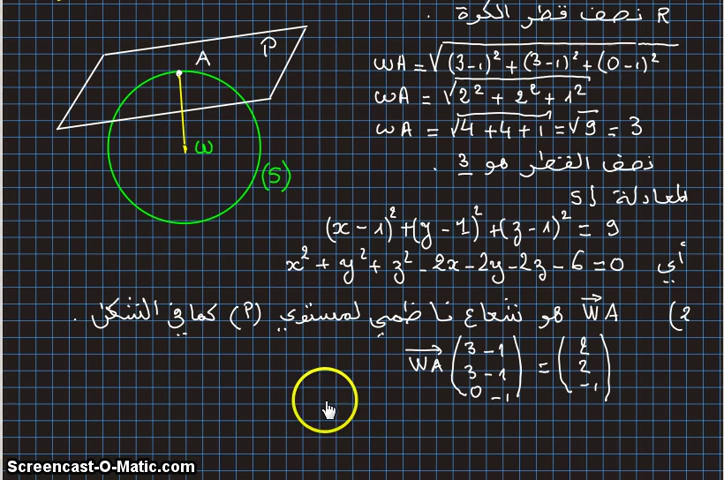 R نصف قطر الكرة .
WA = √(3-1)² + (3-1)² + (0-1)²
WA = √2² + 2² + 1²
WA = √4 + 4 + 1 = √9 = 3
نصف القطر هو 3 .
المعادلة لـ S
(x-1)² + (y-1)² + (z-1)² = 9
أي x² + y² + z² - 2x - 2y - 2z - 6 = 0
2) WA هو شعاع ناظمي لمستوي (P) كما في الشكل .
WA (3-1 3-1 0-1) = (2 2 -1)
A
P
W
(S)
Screencast-O-Matic.com